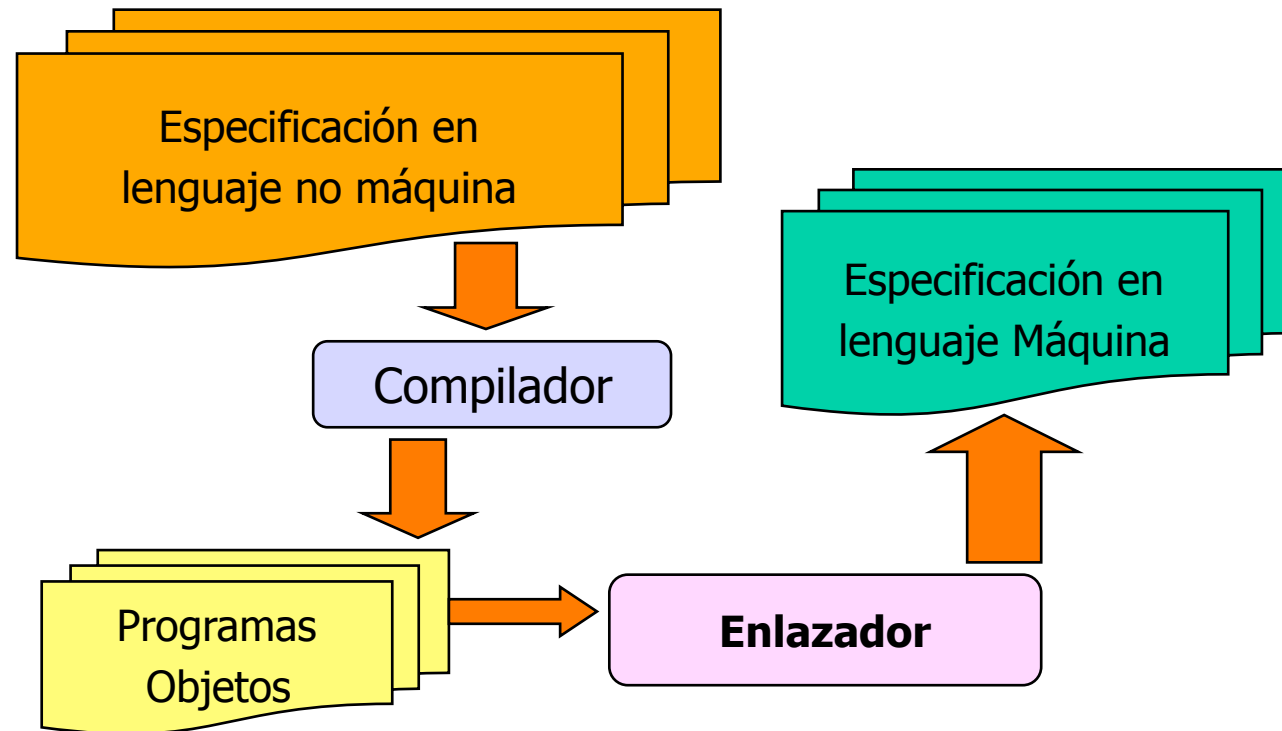 Especificación en
lenguaje no máquina
Compilador
Programas
Objetos
Enlazador
Especificación en
lenguaje Máquina